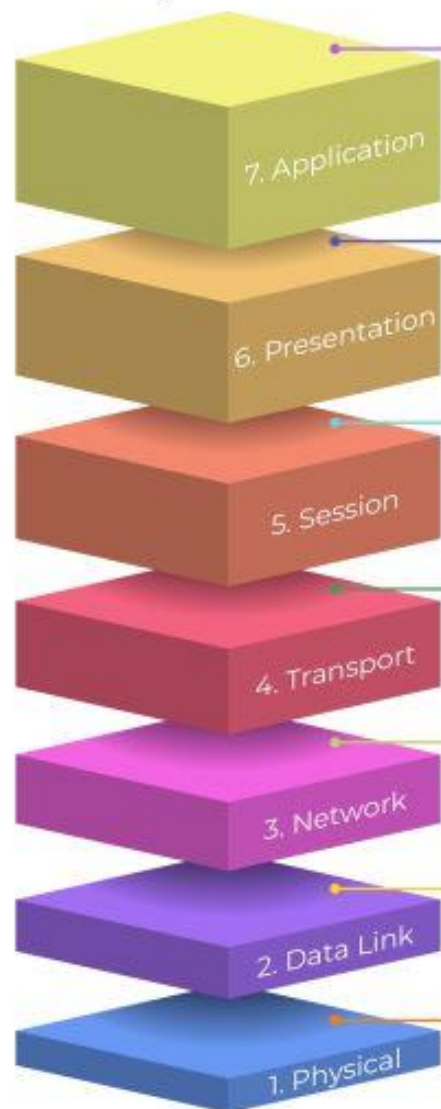 7. Application
6. Presentation
5. Session
4. Transport
3. Network
2. Data Link
1. Physical